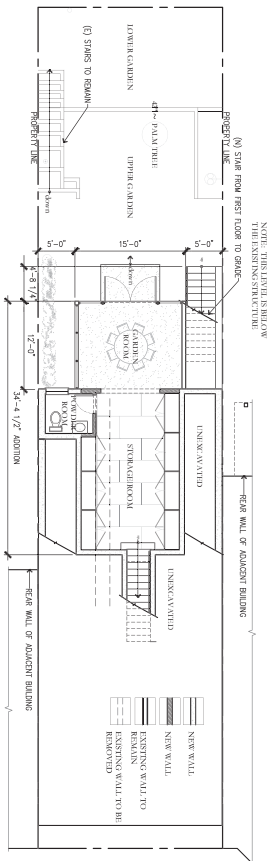 NOTE: THIS LEVEL IS BELOW
THE EXISTING STRUCTURE
(N) STAIR FROM FIRST FLOOR TO GRADE
PROPERTY LINE
LOWER GARDEN
UPPER GARDEN
PALM TREE
(E) STAIRS TO REMAIN
PROPERTY LINE
down
down
5'-0"
15'-0"
5'-0"
4'-8 1/4"
12'-0"
34'-4 1/2" ADDITION
GARDEN
ROOM
POWDER
ROOM
STORAGEROOM
UNEXCAVATED
UNEXCAVATED
REAR WALL OF ADJACENT BUILDING
REAR WALL OF ADJACENT BUILDING
NEW WALL
NEW WALL
EXISTING WALL TO
REMAIN
EXISTING WALL TO BE
REMOVED